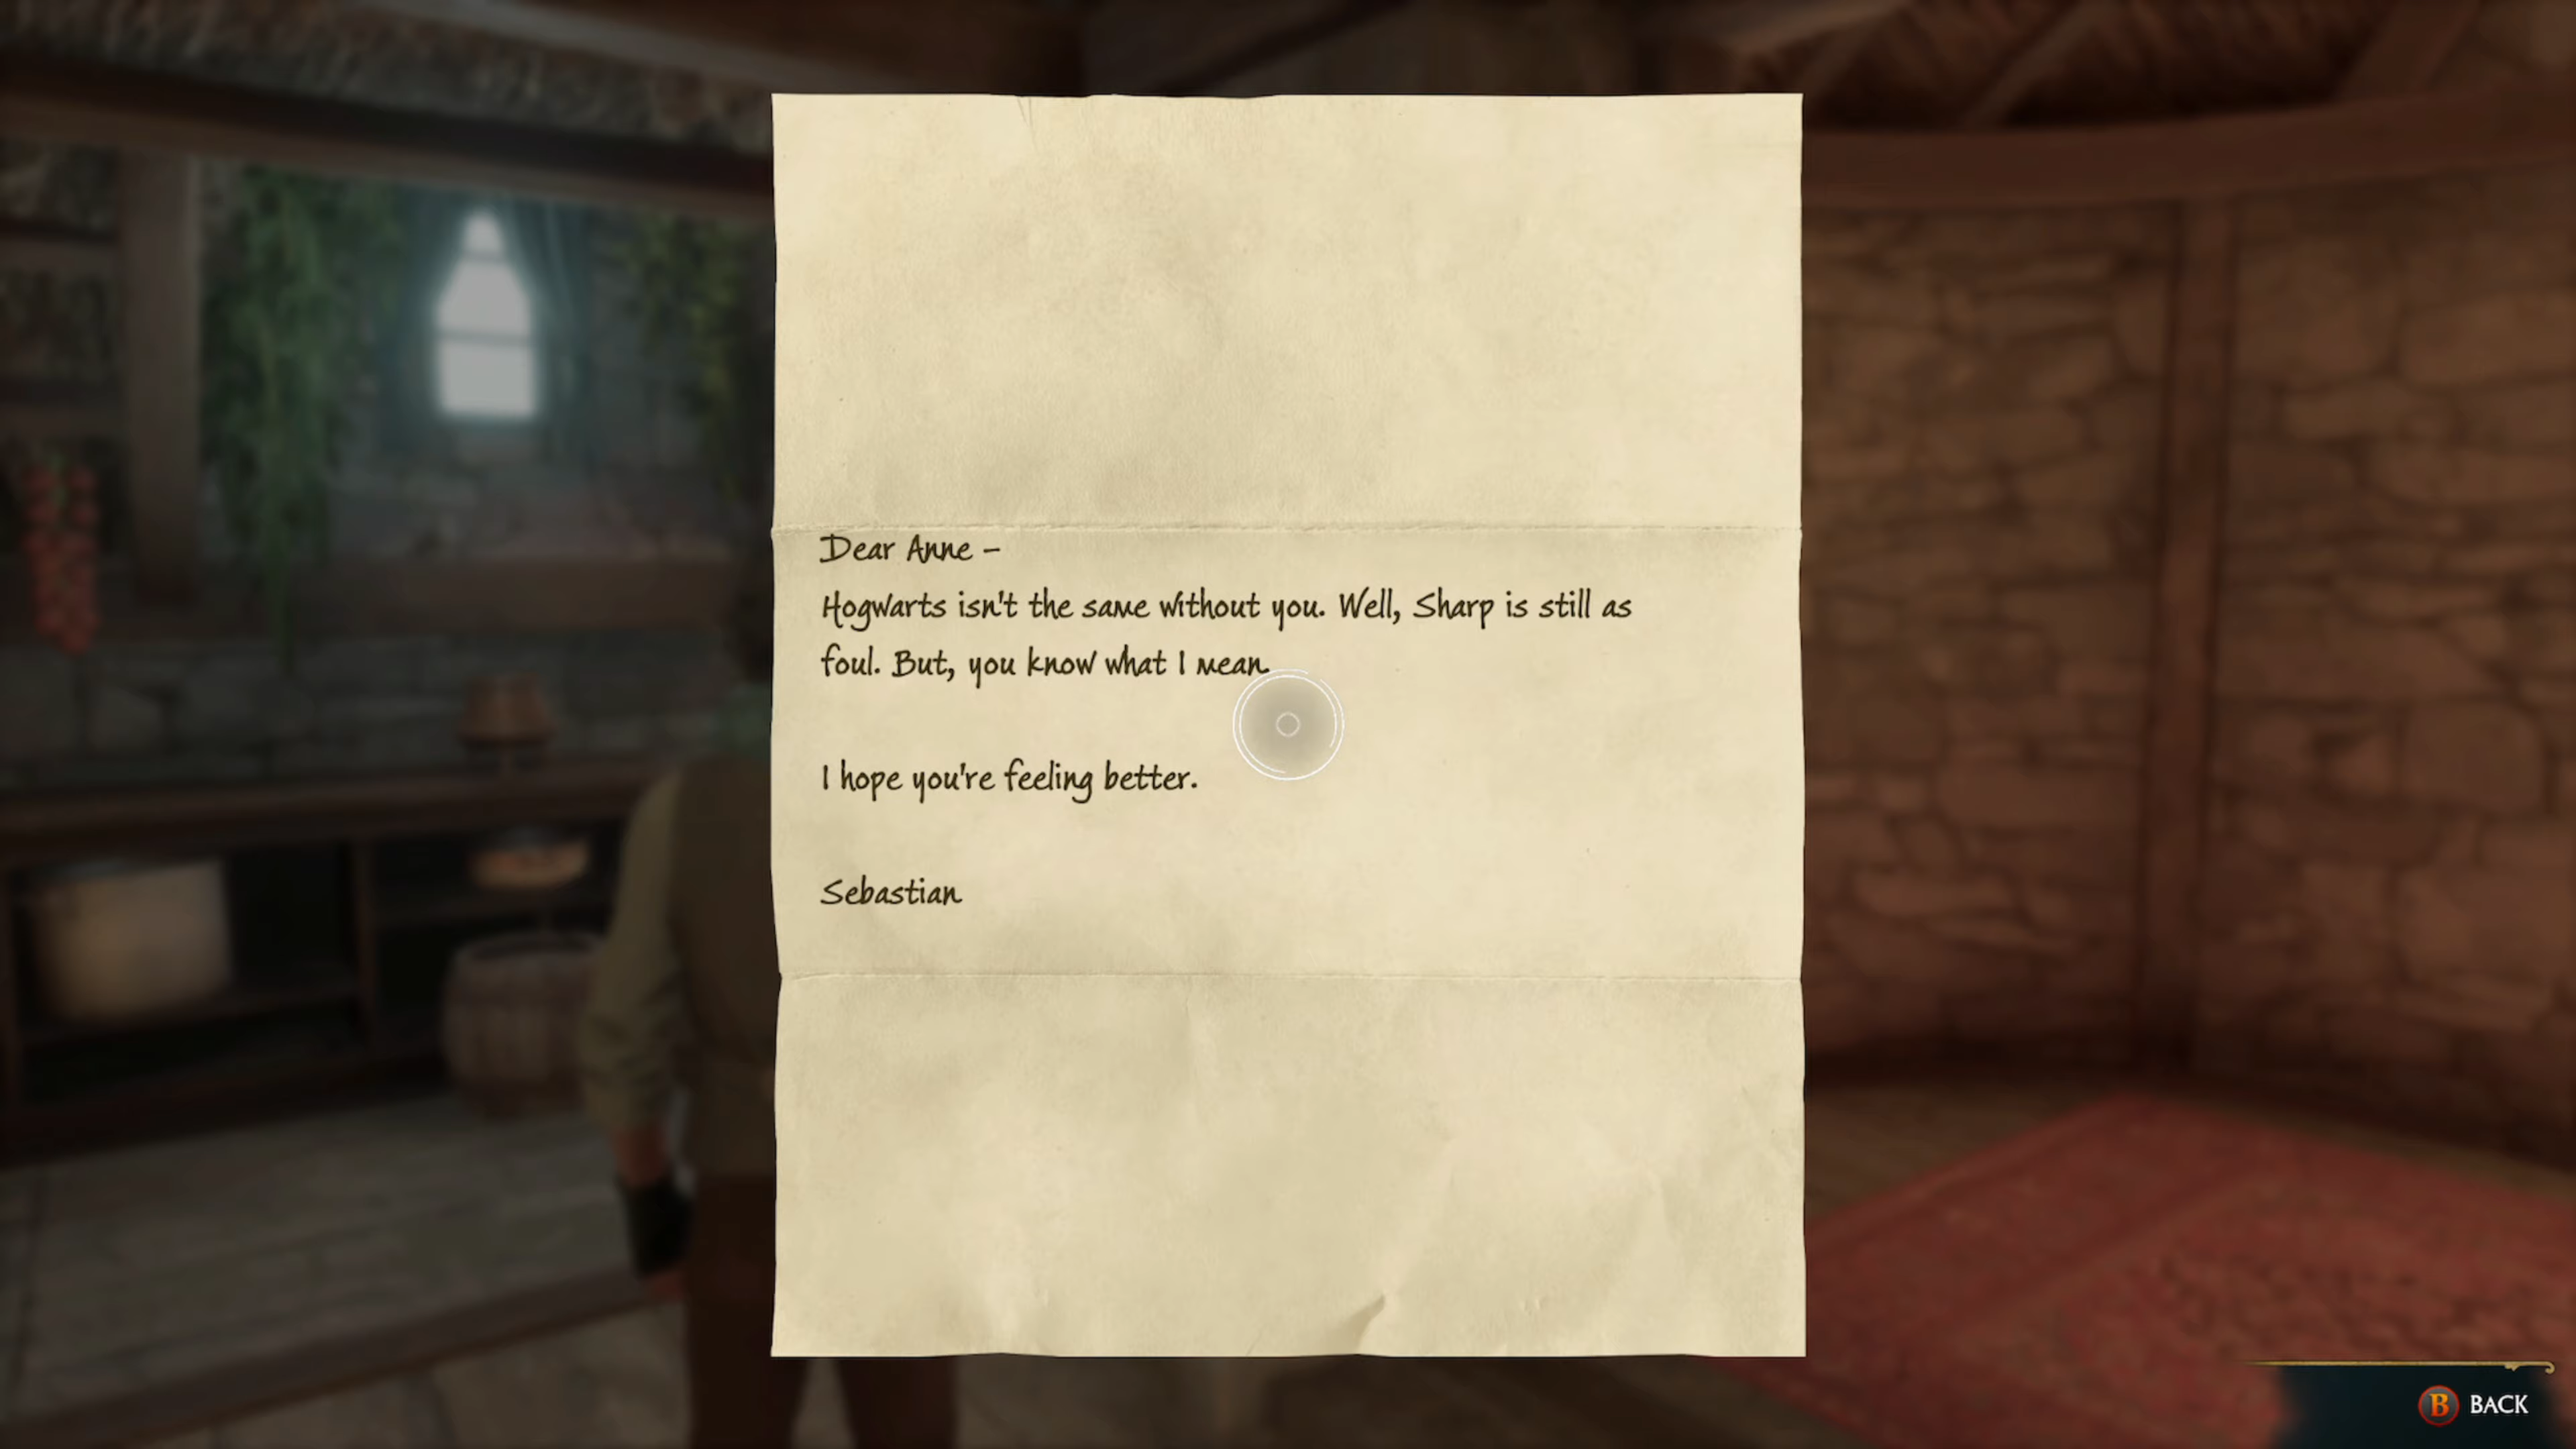 Dear Anne –
Hogwarts isn't the same without you. Well, Sharp is still as
foul. But, you know what I mean.
I hope you're feeling better.
Sebastian
B BACK